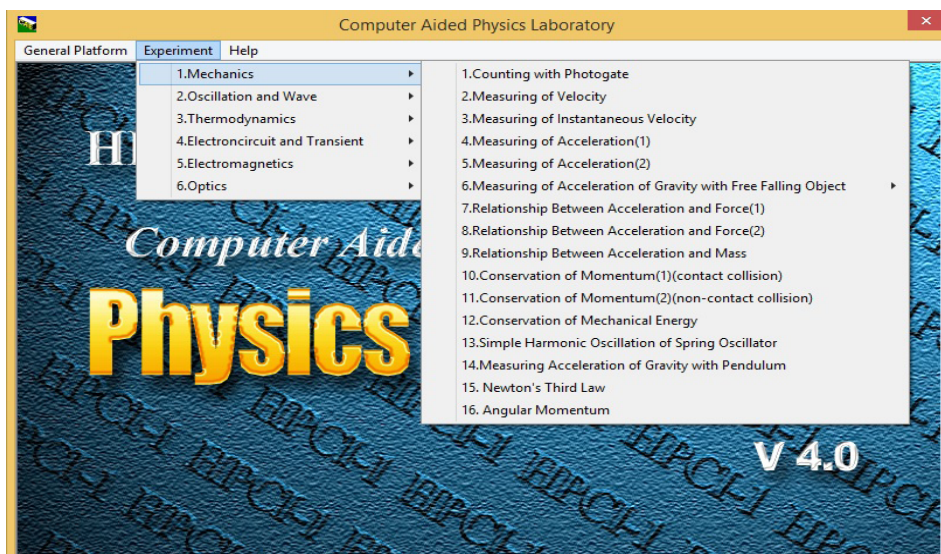 Computer Aided Physics Laboratory
General Platform Experiment Help
1.Mechanics
2.Oscillation and Wave
3.Thermodynamics
4.Electroncircuit and Transient
5.Electromagnetics
6.Optics
1.Counting with Photogate
2.Measuring of Velocity
3.Measuring of Instantaneous Velocity
4.Measuring of Acceleration(1)
5.Measuring of Acceleration(2)
6.Measuring of Acceleration of Gravity with Free Falling Object
7.Relationship Between Acceleration and Force(1)
8.Relationship Between Acceleration and Force(2)
9.Relationship Between Acceleration and Mass
10.Conservation of Momentum(1)(contact collision)
11.Conservation of Momentum(2)(non-contact collision)
12.Conservation of Mechanical Energy
13.Simple Harmonic Oscillation of Spring Oscillator
14.Measuring Acceleration of Gravity with Pendulum
15. Newton's Third Law
16. Angular Momentum
Computer Aide
Physics
V 4.0